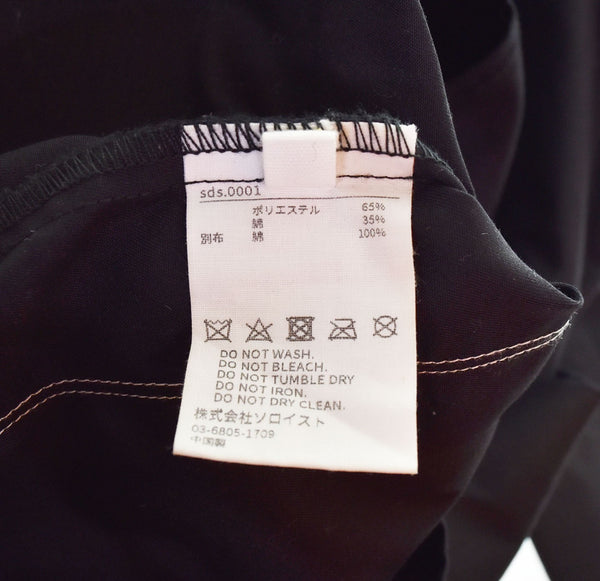 sds.0001
ポリエステル 65%
綿 35%
別布 綿 100%
DO NOT WASH.
DO NOT BLEACH.
DO NOT TUMBLE DRY
DO NOT IRON.
DO NOT DRY CLEAN.
株式会社ソロイスト
03-6805-1709
中国製